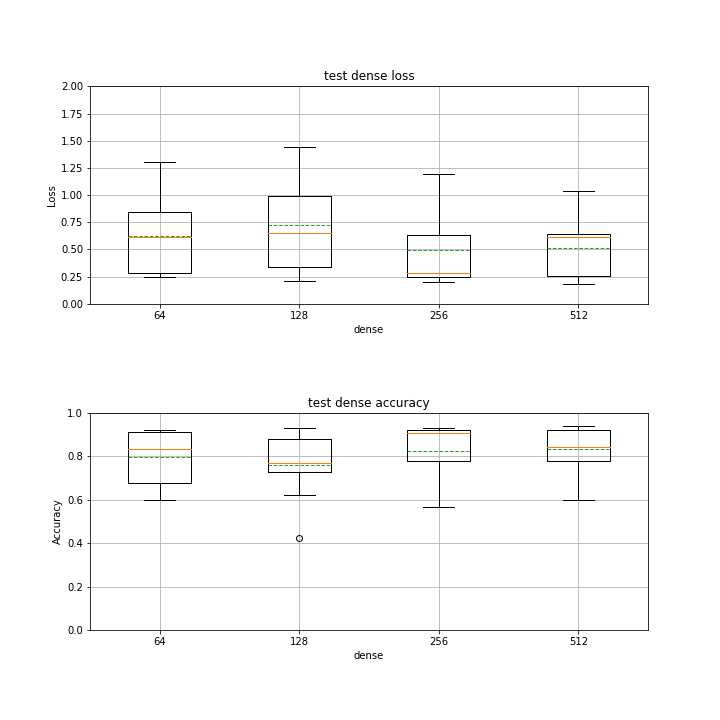 test dense loss
2.00
1.75
1.50
1.25
1.00
0.75
0.50
0.25
0.00
Loss
64 128 256 512
dense
test dense accuracy
1.0
0.8
0.6
0.4
0.2
0.0
Accuracy
64 128 256 512
dense